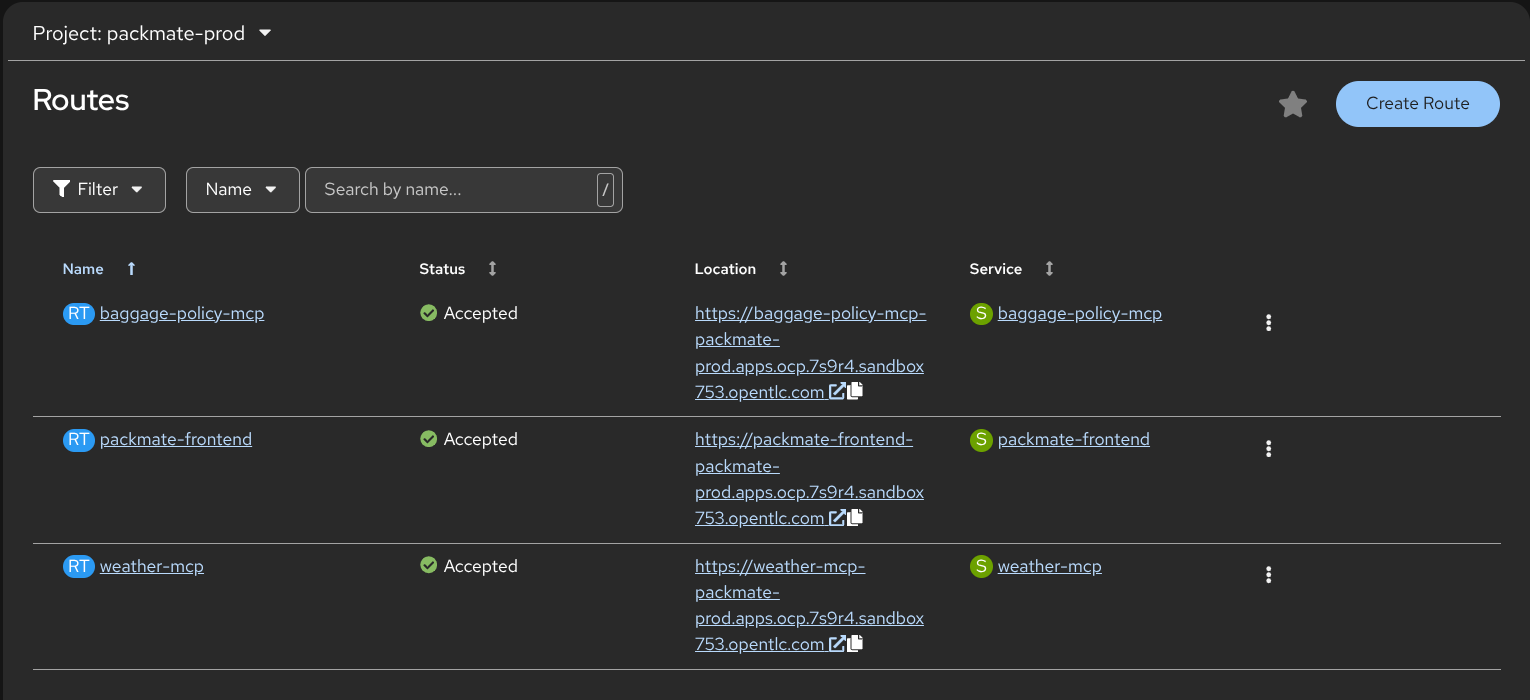 Project: packmate-prod
Routes
Create Route
Filter
Name
Search by name...
/
Name Status Location Service
RT baggage-policy-mcp Accepted https://baggage-policy-mcp- S baggage-policy-mcp
packmate-
prod.apps.ocp.7s9r4.sandbox
753.opentlc.com
RT packmate-frontend Accepted https://packmate-frontend- S packmate-frontend
packmate-
prod.apps.ocp.7s9r4.sandbox
753.opentlc.com
RT weather-mcp Accepted https://weather-mcp- S weather-mcp
packmate-
prod.apps.ocp.7s9r4.sandbox
753.opentlc.com